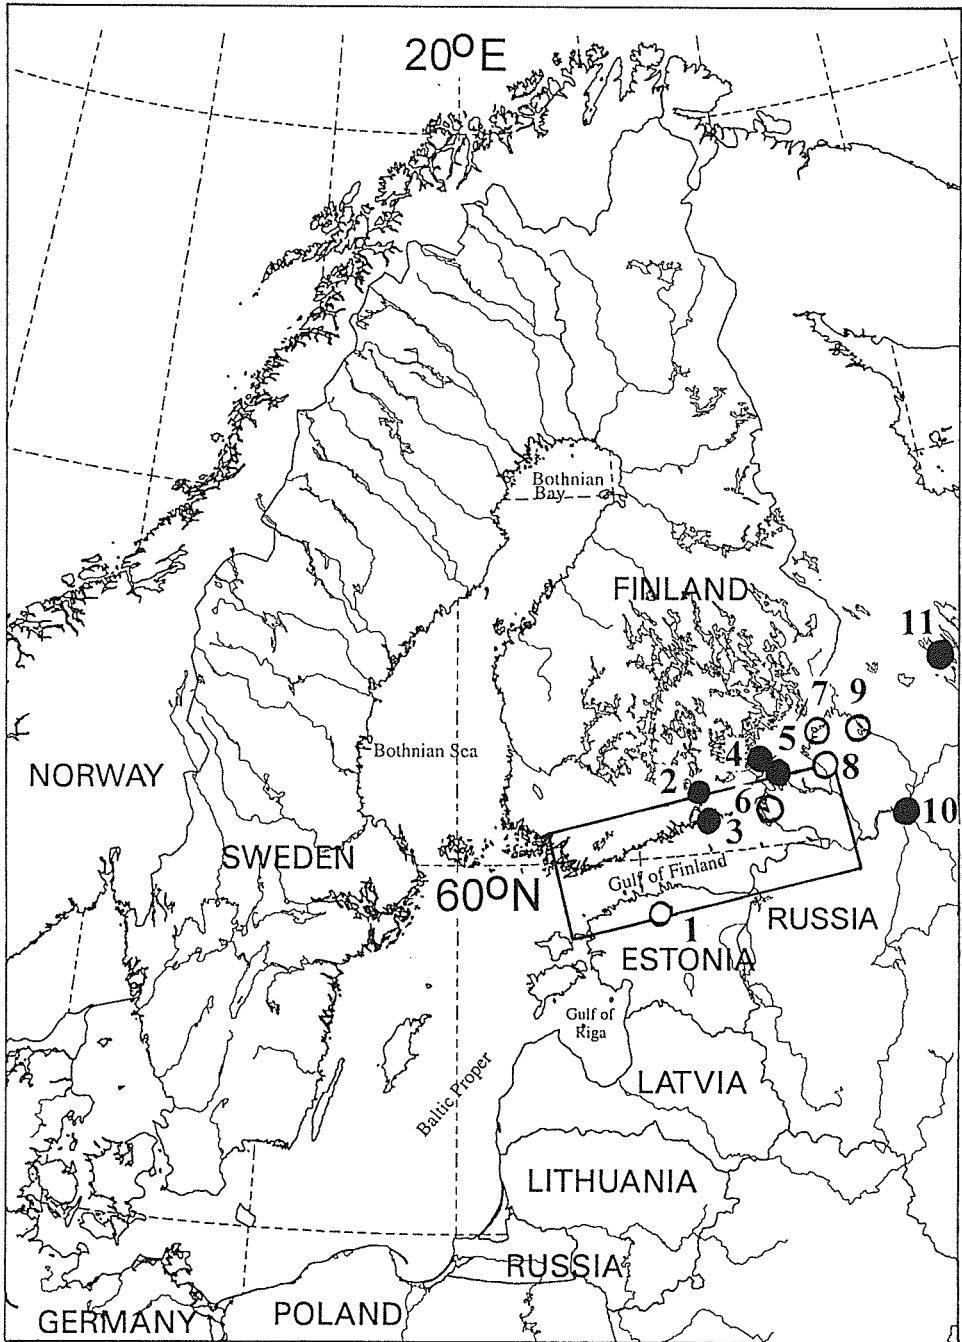 20°E
Bothnian
Bay
FINLAND
11
7
9
4
5
Bothnian Sea
NORWAY
8
2
6
10
3
SWEDEN
Gulf of Finland
60°N
RUSSIA
1
ESTONIA
Gulf of
Riga
LATVIA
Baltic Proper
LITHUANIA
RUSSIA
POLAND
GERMANY